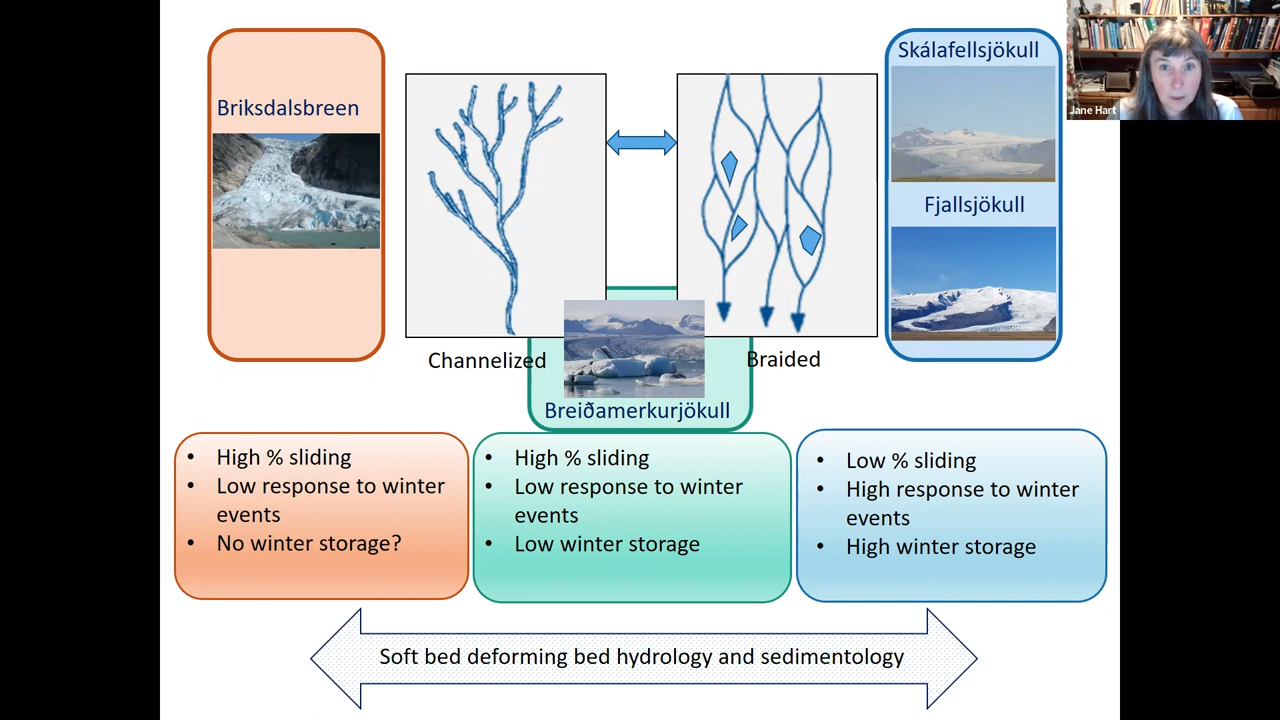 Briksdalsbreen
Skálafellsjökull
Fjallsjökull
Jane Hart
Channelized
Braided
Breiðamerkurjökull
• High % sliding
• Low response to winter
events
• No winter storage?
• High % sliding
• Low response to winter
events
• Low winter storage
• Low % sliding
• High response to winter
events
• High winter storage
Soft bed deforming bed hydrology and sedimentology